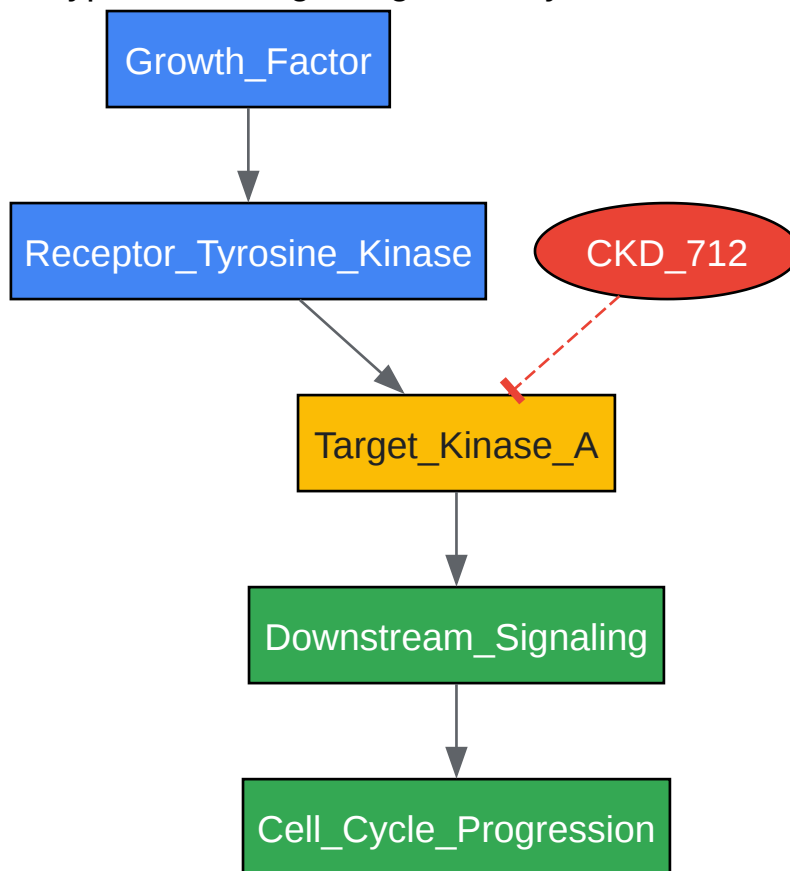 Growth_Factor
Receptor_Tyrosine_Kinase
CKD_712
Target_Kinase_A
Downstream_Signaling
Cell_Cycle_Progression